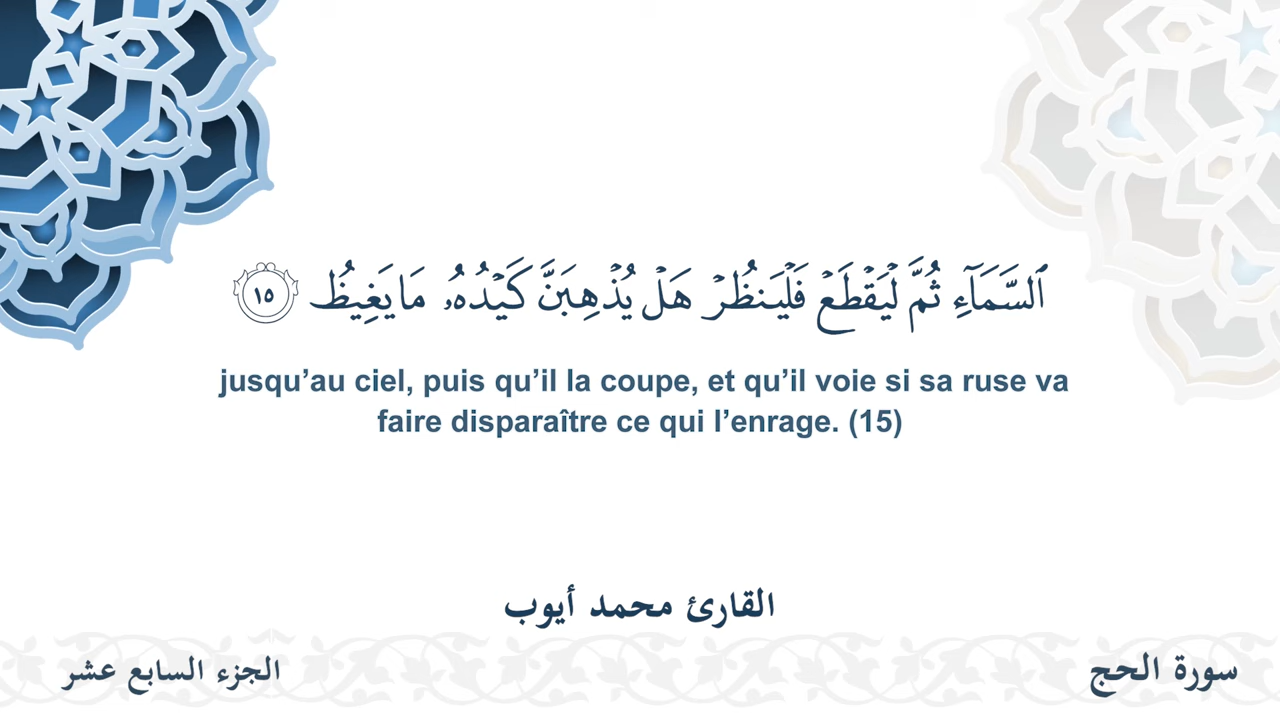 ٱلسَّمَآءِ ثُمَّ لۡيَقۡطَعۡ فَلۡيَنظُرۡ هَلۡ يُذۡهِبَنَّ كَيۡدُهُۥ مَا يَغِيظُ ١٥
jusqu’au ciel, puis qu’il la coupe, et qu’il voie si sa ruse va
faire disparaître ce qui l’enrage. (15)
القارئ محمد أيوب
سورة الحج
الجزء السابع عشر